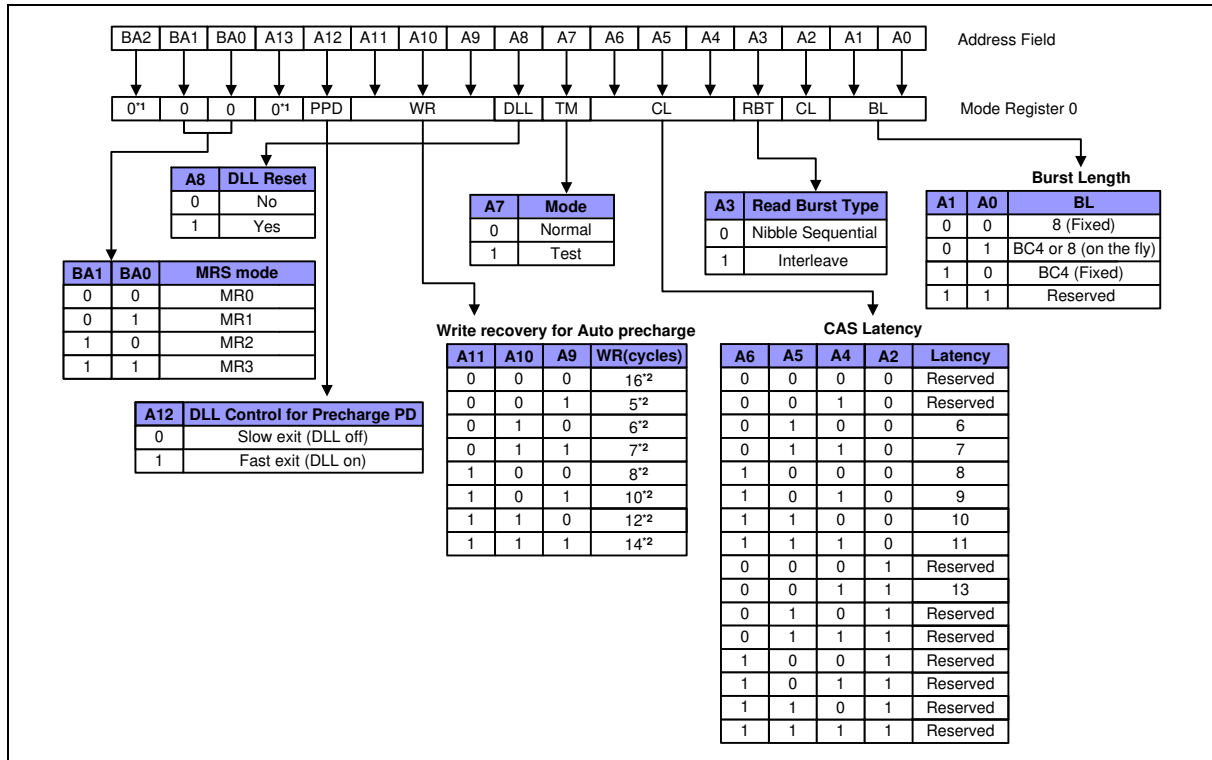 BA2 BA1 BA0 A13 A12 A11 A10 A9 A8 A7 A6 A5 A4 A3 A2 A1 A0 Address Field
0*1 0 0 0*1 PPD WR DLL TM CL RBT CL BL Mode Register 0
A8 DLL Reset
0 No
1 Yes
A7 Mode
0 Normal
1 Test
A3 Read Burst Type
0 Nibble Sequential
1 Interleave
Burst Length
A1 A0 BL
0 0 8 (Fixed)
0 1 BC4 or 8 (on the fly)
1 0 BC4 (Fixed)
1 1 Reserved
BA1 BA0 MRS mode
0 0 MR0
0 1 MR1
1 0 MR2
1 1 MR3
A12 DLL Control for Precharge PD
0 Slow exit (DLL off)
1 Fast exit (DLL on)
Write recovery for Auto precharge
A11 A10 A9 WR(cycles)
0 0 0 16*2
0 0 1 5*2
0 1 0 6*2
0 1 1 7*2
1 0 0 8*2
1 0 1 10*2
1 1 0 12*2
1 1 1 14*2
CAS Latency
A6 A5 A4 A2 Latency
0 0 0 0 Reserved
0 0 1 0 Reserved
0 1 0 0 6
0 1 1 0 7
1 0 0 0 8
1 0 1 0 9
1 1 0 0 10
1 1 1 0 11
0 0 0 1 Reserved
0 0 1 1 13
0 1 0 1 Reserved
0 1 1 1 Reserved
1 0 0 1 Reserved
1 0 1 1 Reserved
1 1 0 1 Reserved
1 1 1 1 Reserved